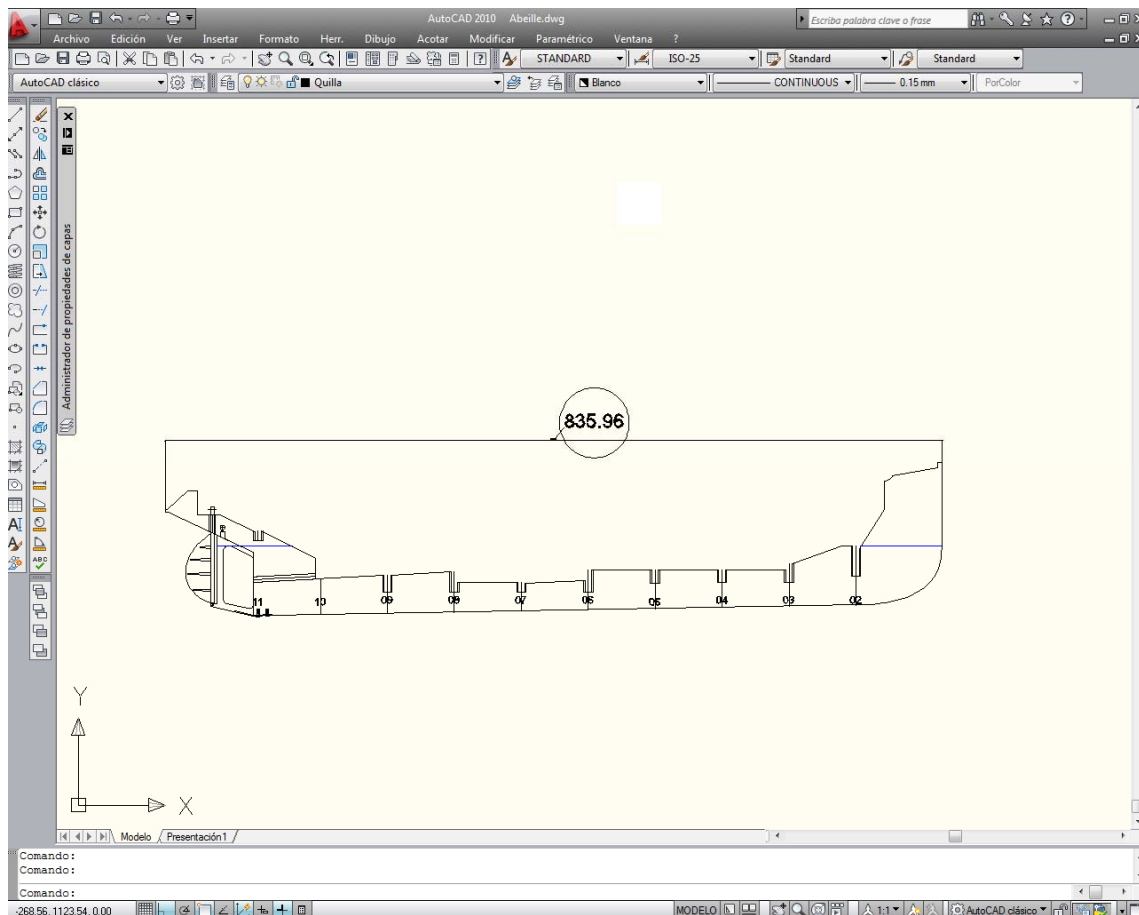 AutoCAD 2010 Abeille.dwg
Escriba palabra clave o frase
Archivo Edición Ver Insertar Formato Herr. Dibujo Acotar Modificar Paramétrico Ventana ?
STANDARD ISO-25 Standard Standard
AutoCAD clásico Quilla Blanco CONTINUOUS 0.15 mm PorColor
Administrador de propiedades de capas
835.96
11 10 09 08 07 06 05 04 03 02
Y
X
Modelo Presentación1
Comando:
Comando:
Comando:
-268.56, 1123.54, 0.00 MODELO 1:1 AutoCAD clásico